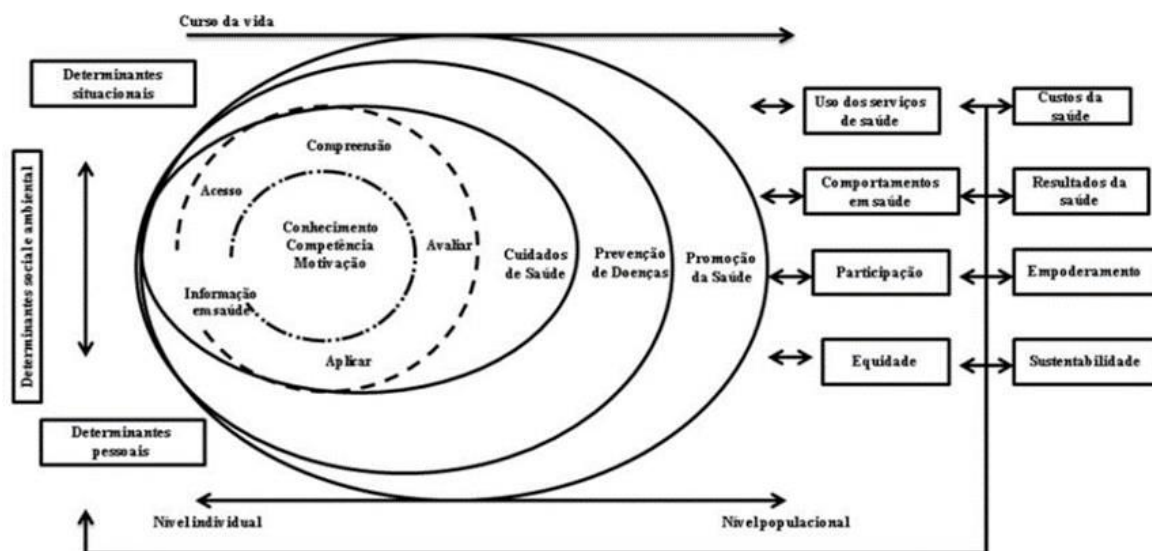 Curso da vida
Determinantes
situacionais
Determinantes social e ambiental
Determinantes
pessoais
Compreensão
Acesso
Conhecimento
Competência
Motivação
Avaliar
Informação
em saúde
Aplicar
Cuidados
de Saúde
Prevenção
de Doenças
Promoção
da Saúde
Uso dos serviços
de saúde
Custos da
saúde
Comportamentos
em saúde
Resultados da
saúde
Participação
Empoderamento
Equidade
Sustentabilidade
Nível individual
Nível populacional